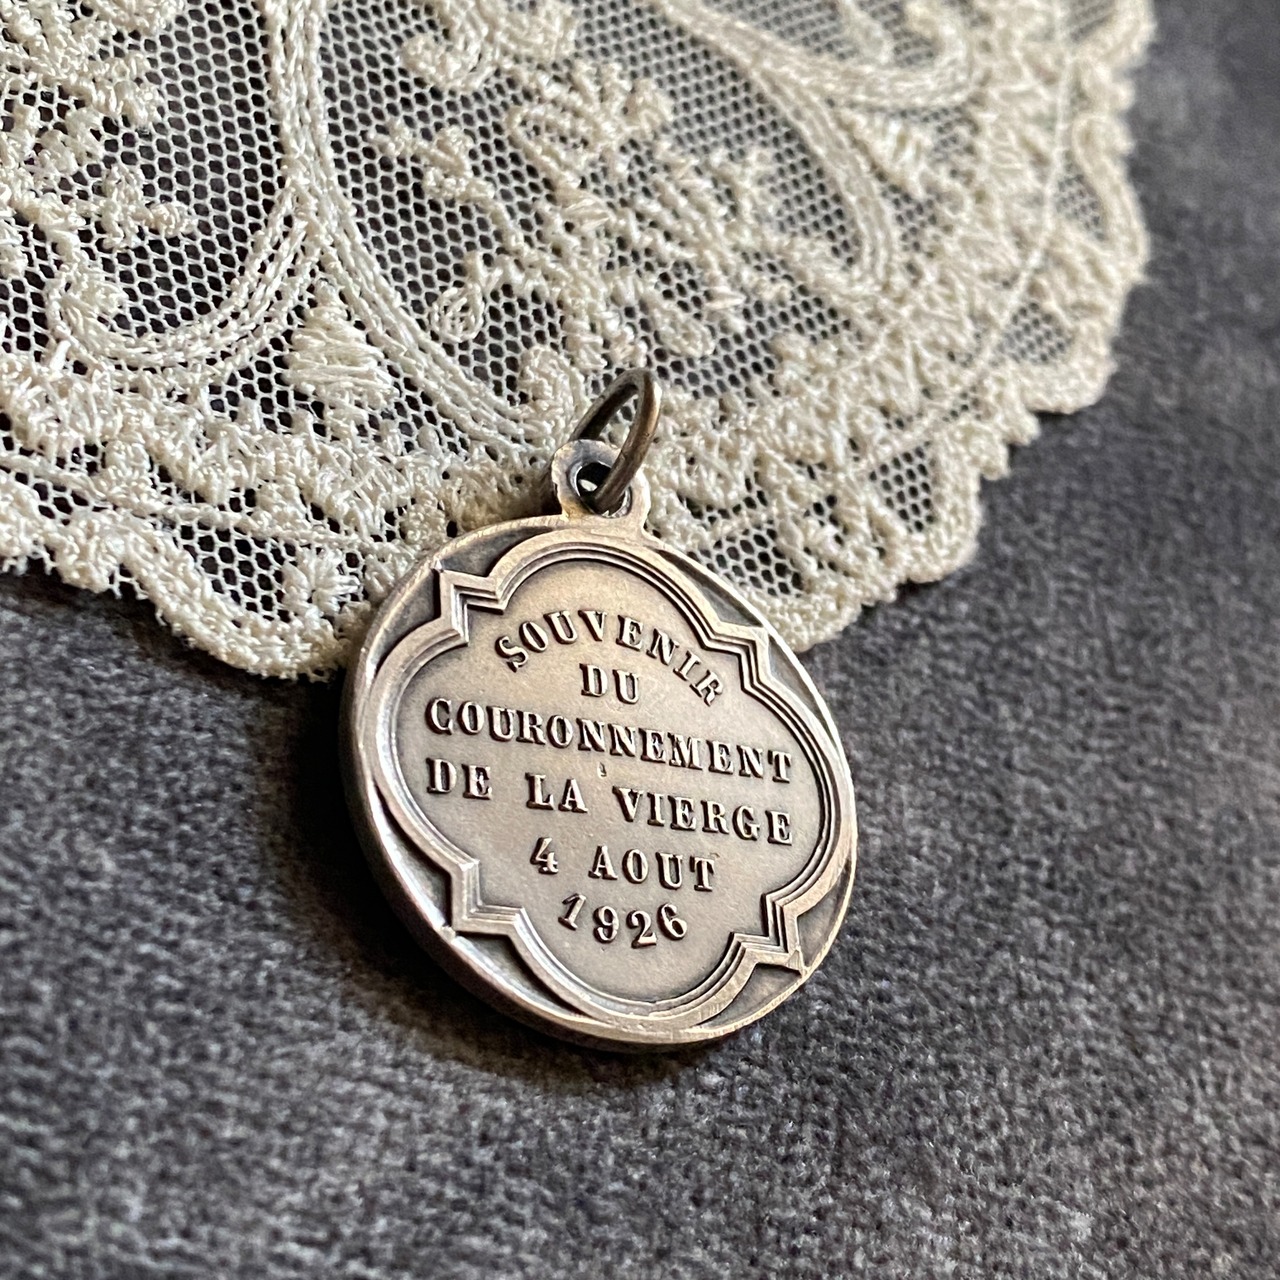 SOUVENIR
DU
COURONNEMENT
DE LA VIERGE
4 AOUT
1926